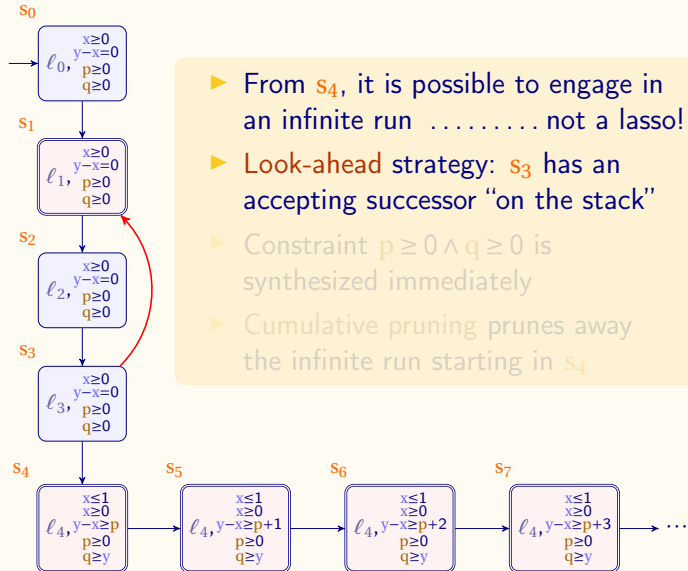 s0
ℓ0,
x≥0
y−x=0
p≥0
q≥0
s1
ℓ1,
x≥0
y−x=0
p≥0
q≥0
s2
ℓ2,
x≥0
y−x=0
p≥0
q≥0
s3
ℓ3,
x≥0
y−x=0
p≥0
q≥0
► From s4, it is possible to engage in
an infinite run ......... not a lasso!
► Look-ahead strategy: s3 has an
accepting successor “on the stack”
► Constraint p ≥ 0 ∧ q ≥ 0 is
synthesized immediately
► Cumulative pruning prunes away
the infinite run starting in s4
s4
ℓ4,
x≤1
x≥0
y−x≥p
p≥0
q≥y
s5
ℓ4,
x≤1
x≥0
y−x≥p+1
p≥0
q≥y
s6
ℓ4,
x≤1
x≥0
y−x≥p+2
p≥0
q≥y
s7
ℓ4,
x≤1
x≥0
y−x≥p+3
p≥0
q≥y
...